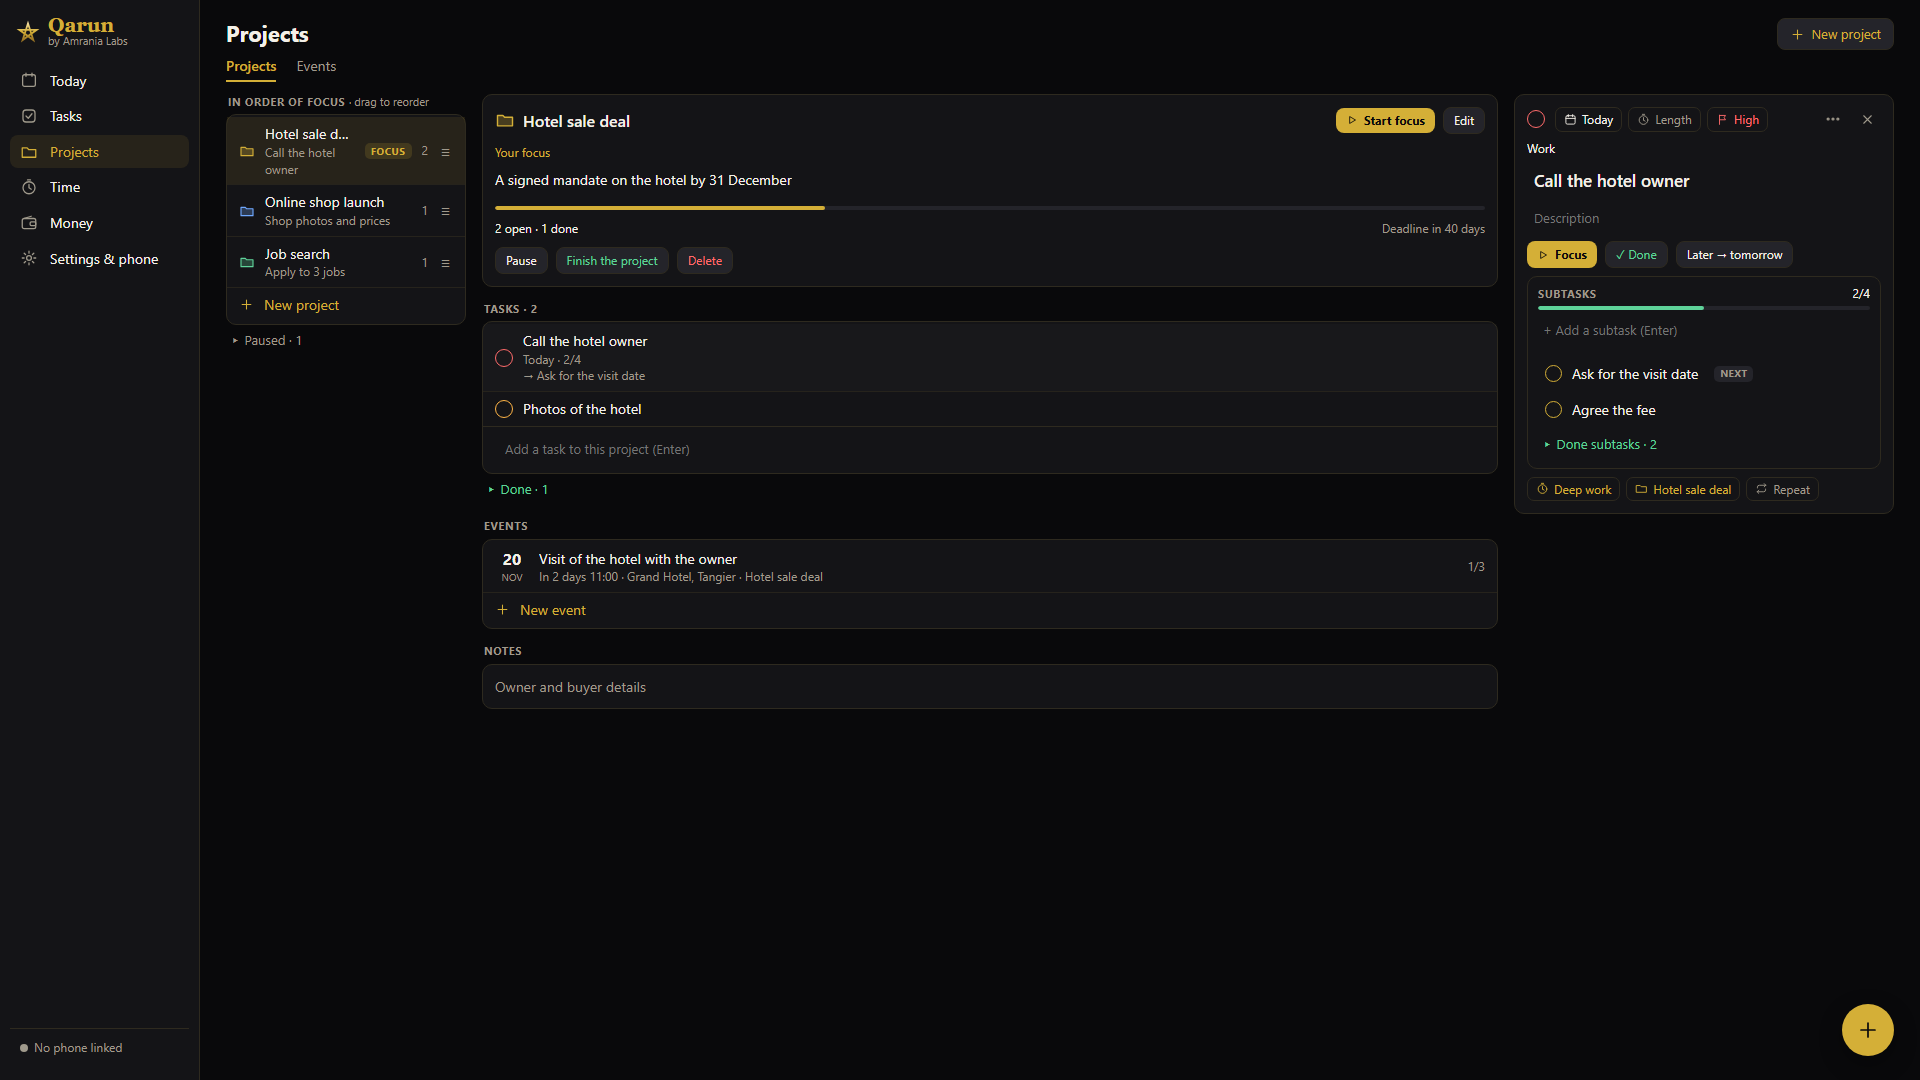 Qarun
by Amrania Labs
Today
Tasks
Projects
Time
Money
Settings & phone
No phone linked
Projects
New project
Projects
Events
IN ORDER OF FOCUS · drag to reorder
Hotel sale d...
Call the hotel
owner
FOCUS
2
Online shop launch
Shop photos and prices
1
Job search
Apply to 3 jobs
1
New project
Paused · 1
Hotel sale deal
Start focus
Edit
Your focus
A signed mandate on the hotel by 31 December
2 open · 1 done
Deadline in 40 days
Pause
Finish the project
Delete
TASKS · 2
Call the hotel owner
Today · 2/4
→ Ask for the visit date
Photos of the hotel
Add a task to this project (Enter)
Done · 1
EVENTS
20
NOV
Visit of the hotel with the owner
In 2 days 11:00 · Grand Hotel, Tangier · Hotel sale deal
1/3
New event
NOTES
Owner and buyer details
Today
Length
High
Work
Call the hotel owner
Description
Focus
✓ Done
Later → tomorrow
SUBTASKS
2/4
+ Add a subtask (Enter)
Ask for the visit date
NEXT
Agree the fee
Done subtasks · 2
Deep work
Hotel sale deal
Repeat